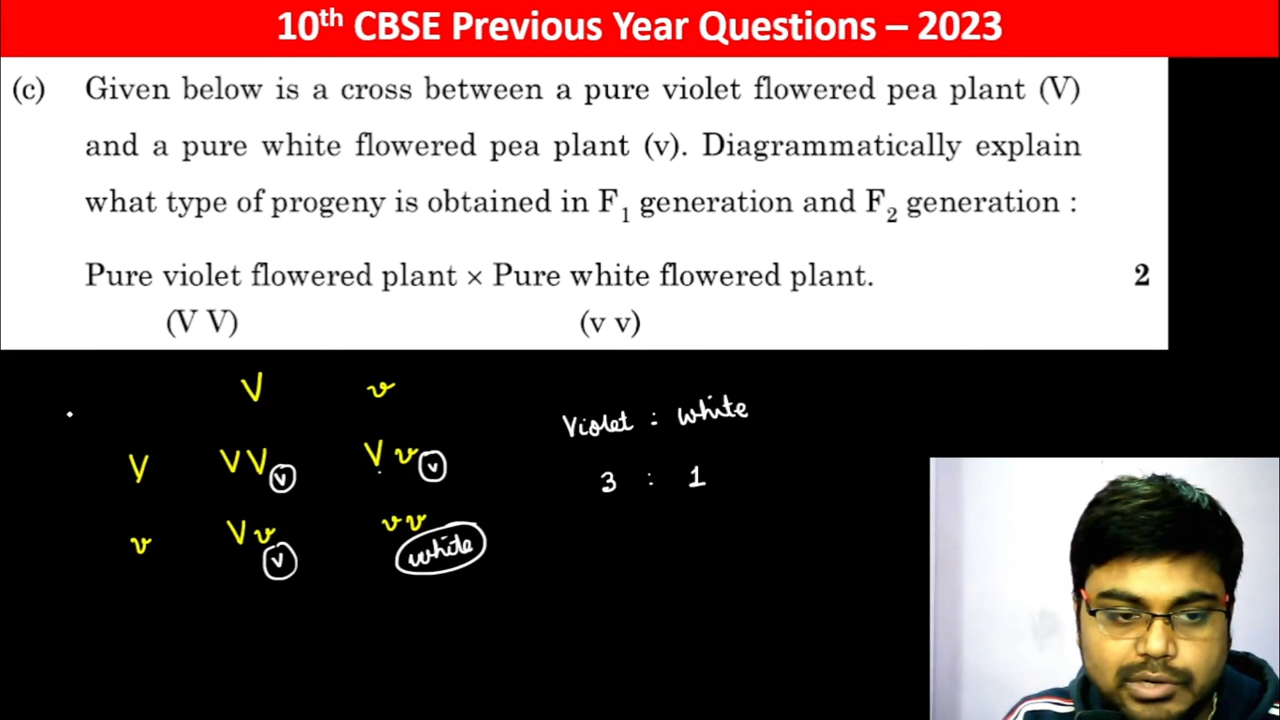 10th CBSE Previous Year Questions – 2023
(c) Given below is a cross between a pure violet flowered pea plant (V)
and a pure white flowered pea plant (v). Diagrammatically explain
what type of progeny is obtained in F1 generation and F2 generation :
Pure violet flowered plant × Pure white flowered plant. 2
(V V) (v v)
V v
Violet : white
V VV v Vv v
3 : 1
v Vv v vv white